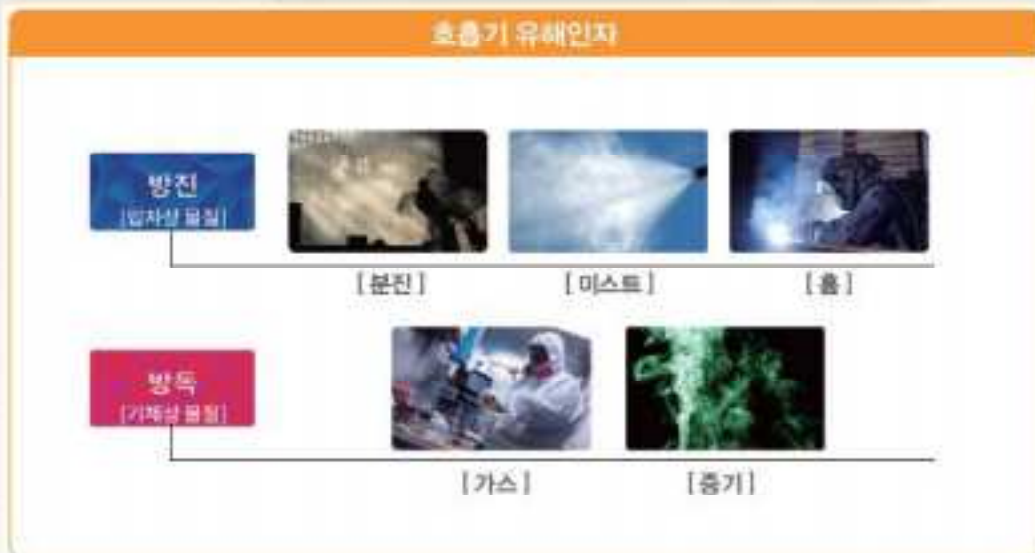 호흡기 유해인자
방진
[입자상 물질]
[분진]
[미스트]
[흄]
방독
[기체상 물질]
[가스]
[증기]